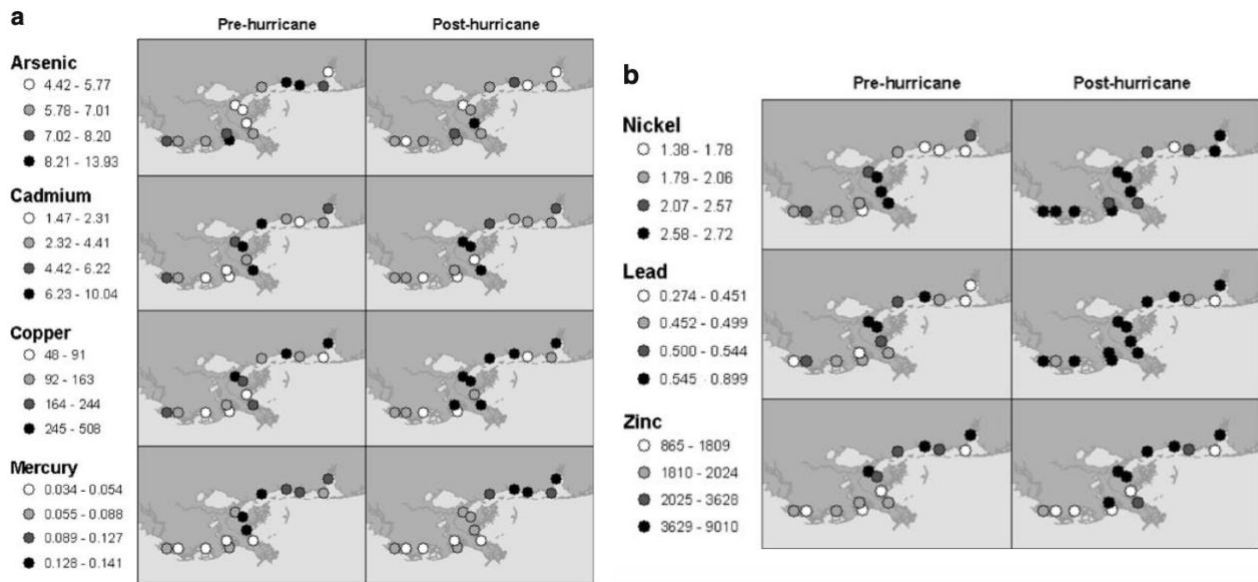 a
Pre-hurricane
Post-hurricane
Arsenic
4.42 - 5.77
5.78 - 7.01
7.02 - 8.20
8.21 - 13.93
Cadmium
1.47 - 2.31
2.32 - 4.41
4.42 - 6.22
6.23 - 10.04
Copper
48 - 91
92 - 163
164 - 244
245 - 508
Mercury
0.034 - 0.054
0.055 - 0.088
0.089 - 0.127
0.128 - 0.141
b
Pre-hurricane
Post-hurricane
Nickel
1.38 - 1.78
1.79 - 2.06
2.07 - 2.57
2.58 - 2.72
Lead
0.274 - 0.451
0.452 - 0.499
0.500 - 0.544
0.545 - 0.899
Zinc
865 - 1809
1810 - 2024
2025 - 3628
3629 - 9010